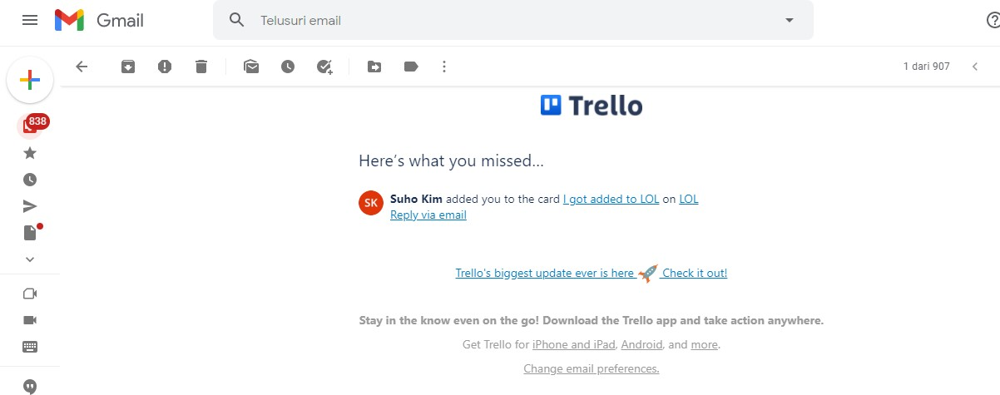 Gmail
Telusuri email
1 dari 907
838
Trello
Here's what you missed...
SK
Suho Kim added you to the card I got added to LOL on LOL
Reply via email
Trello's biggest update ever is here 🚀 Check it out!
Stay in the know even on the go! Download the Trello app and take action anywhere.
Get Trello for iPhone and iPad, Android, and more.
Change email preferences.